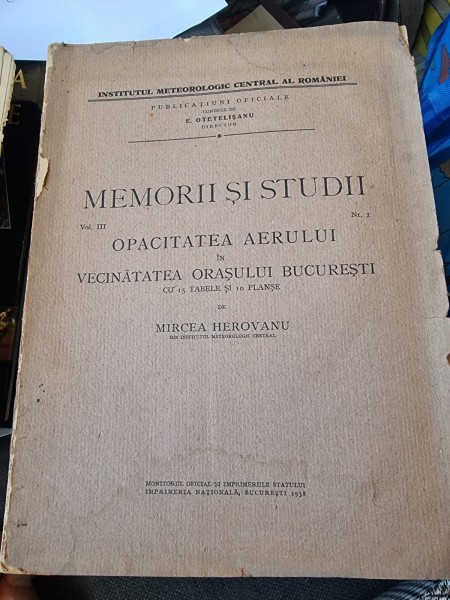 INSTITUTUL METEOROLOGIC CENTRAL AL ROMÂNIEI
PUBLICAȚIUNI OFICIALE
CONDUSE DE
E. OTETELIȘANU
DIRECTOR
MEMORII ȘI STUDII
Vol. III Nr. 1
OPACITATEA AERULUI
ÎN
VECINĂTATEA ORAȘULUI BUCUREȘTI
CU 15 TABELE ȘI 10 PLANȘE
DE
MIRCEA HEROVANU
DIN INSTITUTUL METEOROLOGIC CENTRAL
MONITORUL OFICIAL ȘI IMPRIMERIILE STATULUI
IMPRIMERIA NAȚIONALĂ, BUCUREȘTI 1938